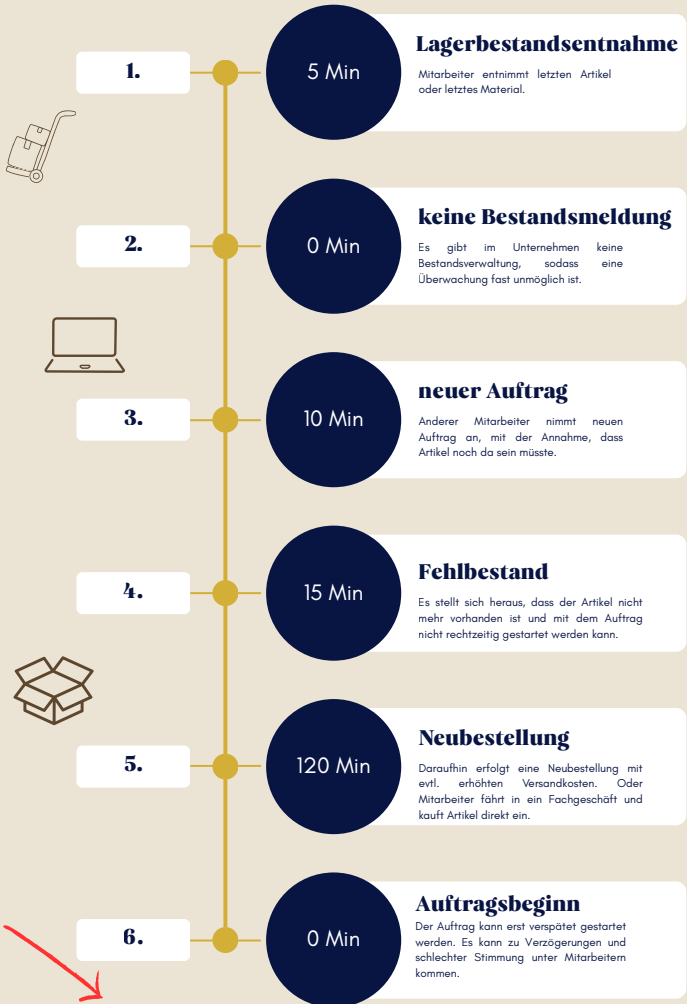 1.
5 Min
Lagerbestandsentnahme
Mitarbeiter entnimmt letzten Artikel
oder letztes Material.
2.
0 Min
keine Bestandsmeldung
Es gibt im Unternehmen keine
Bestandsverwaltung, sodass eine
Überwachung fast unmöglich ist.
3.
10 Min
neuer Auftrag
Anderer Mitarbeiter nimmt neuen
Auftrag an, mit der Annahme, dass
Artikel noch da sein müsste.
4.
15 Min
Fehlbestand
Es stellt sich heraus, dass der Artikel nicht
mehr vorhanden ist und mit dem Auftrag
nicht rechtzeitig gestartet werden kann.
5.
120 Min
Neubestellung
Daraufhin erfolgt eine Neubestellung mit
evtl. erhöhten Versandkosten. Oder
Mitarbeiter fährt in ein Fachgeschäft und
kauft Artikel direkt ein.
6.
0 Min
Auftragsbeginn
Der Auftrag kann erst verspätet gestartet
werden. Es kann zu Verzögerungen und
schlechter Stimmung unter Mitarbeitern
kommen.